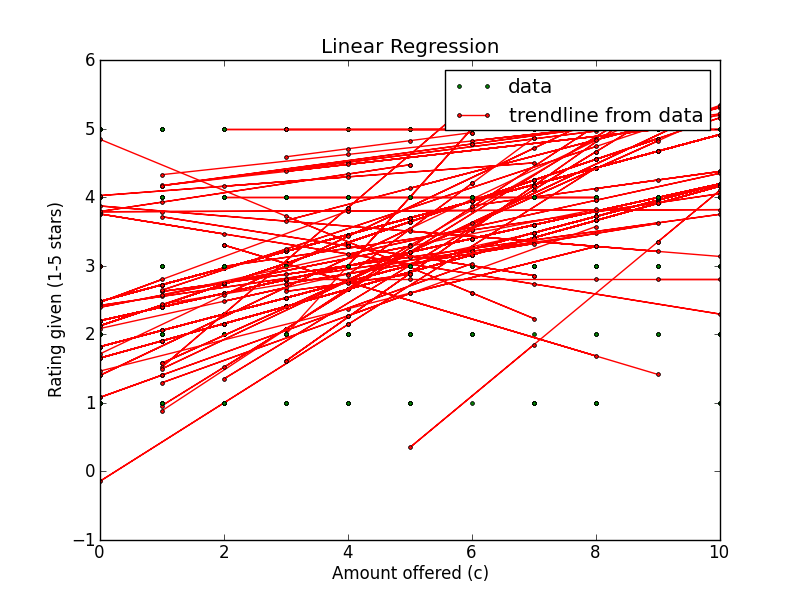 Linear Regression
data
trendline from data
6
5
4
3
2
1
0
−1
0 2 4 6 8 10
Rating given (1-5 stars)
Amount offered (c)